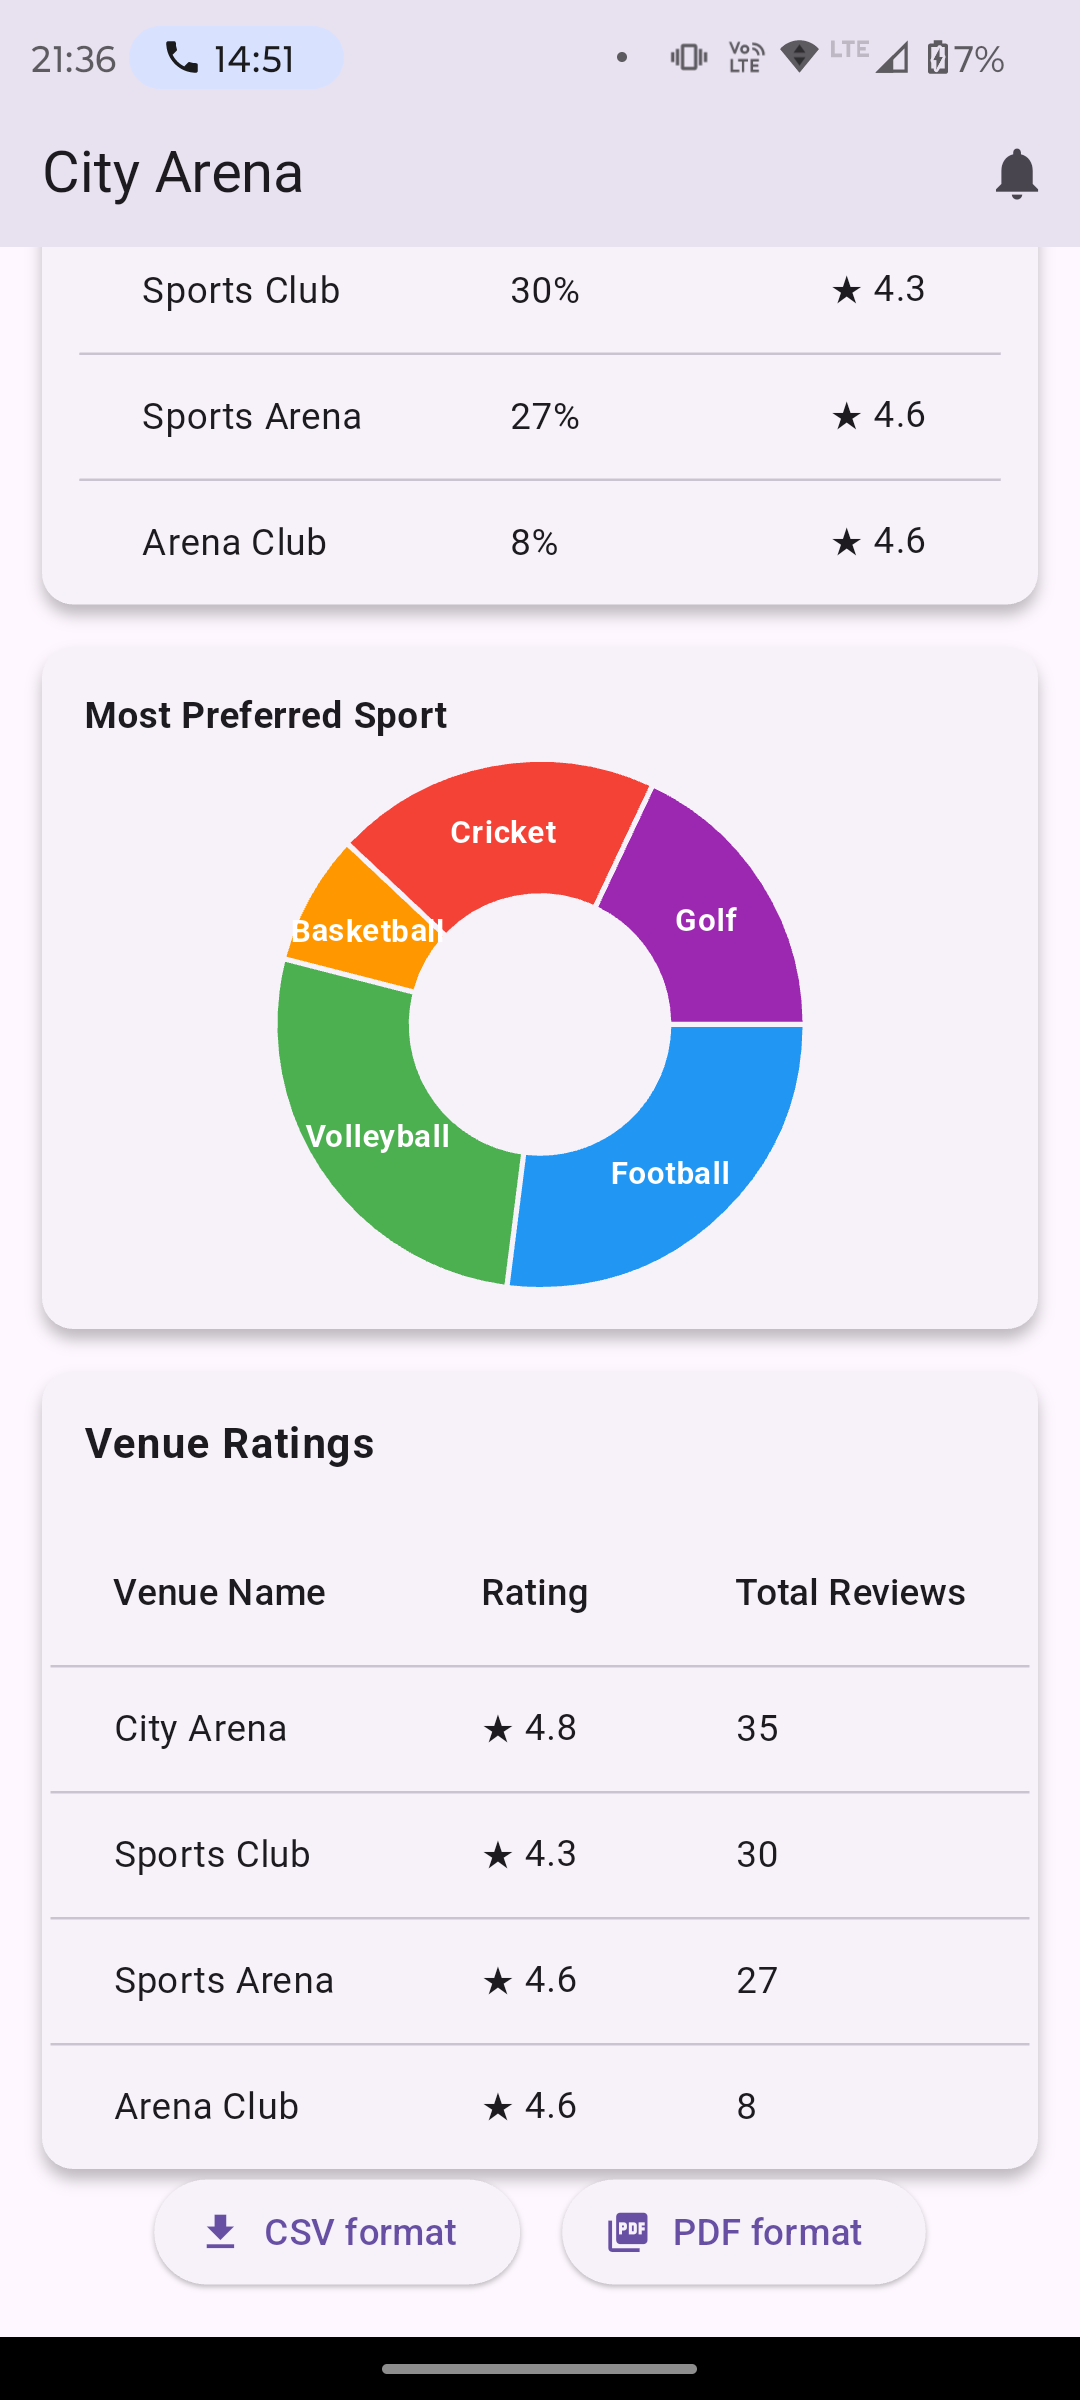 21:36 14:51 VoLTE LTE 7%
City Arena
Sports Club 30% ★ 4.3
Sports Arena 27% ★ 4.6
Arena Club 8% ★ 4.6
Most Preferred Sport
Cricket
Golf
Basketball
Volleyball
Football
Venue Ratings
Venue Name Rating Total Reviews
City Arena ★ 4.8 35
Sports Club ★ 4.3 30
Sports Arena ★ 4.6 27
Arena Club ★ 4.6 8
CSV format PDF PDF format